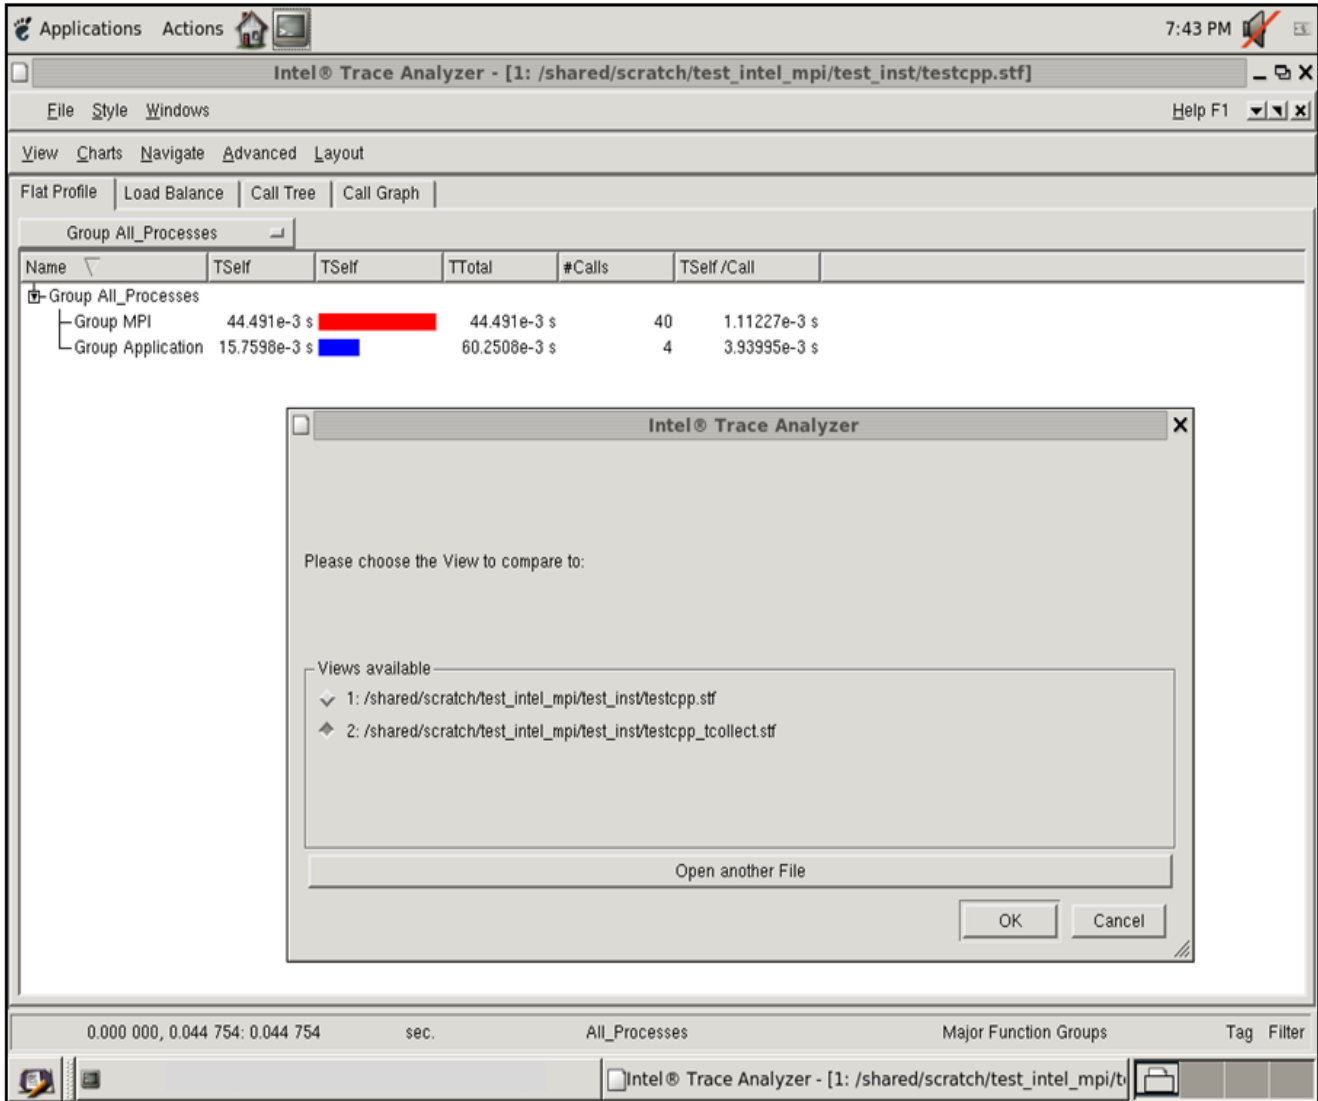 Applications Actions 7:43 PM
Intel® Trace Analyzer - [1: /shared/scratch/test_intel_mpi/test_inst/testcpp.stf]
File Style Windows Help F1
View Charts Navigate Advanced Layout
Flat Profile Load Balance Call Tree Call Graph
Group All_Processes
Name TSelf TSelf TTotal #Calls TSelf /Call
Group All_Processes
Group MPI 44.491e-3 s 44.491e-3 s 40 1.11227e-3 s
Group Application 15.7598e-3 s 60.2508e-3 s 4 3.93995e-3 s
Intel® Trace Analyzer
Please choose the View to compare to:
Views available
1: /shared/scratch/test_intel_mpi/test_inst/testcpp.stf
2: /shared/scratch/test_intel_mpi/test_inst/testcpp_tcollect.stf
Open another File
OK Cancel
0.000 000, 0.044 754: 0.044 754 sec. All_Processes Major Function Groups Tag Filter
Intel® Trace Analyzer - [1: /shared/scratch/test_intel_mpi/t